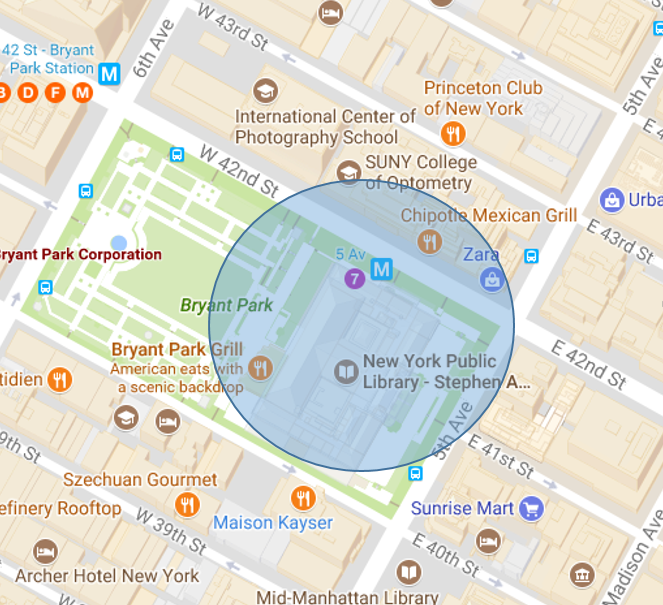 W 43rd St
5th Ave
6th Ave
42 St - Bryant
Park Station
M
B D F M
Princeton Club
of New York
International Center of
Photography School
E 4
W 42nd St
SUNY College
of Optometry
Urba
Chipotle Mexican Grill
E 43rd St
Bryant Park Corporation
5 Av
M
Zara
7
Bryant Park
Bryant Park Grill
American eats with
a scenic backdrop
New York Public
Library - Stephen A...
E 42nd St
tidien
5th Ave
9th St
E 41st St
Szechuan Gourmet
efinery Rooftop
Maison Kayser
Sunrise Mart
W 39th St
E 40th St
Madison Ave
Archer Hotel New York
Mid-Manhattan Library